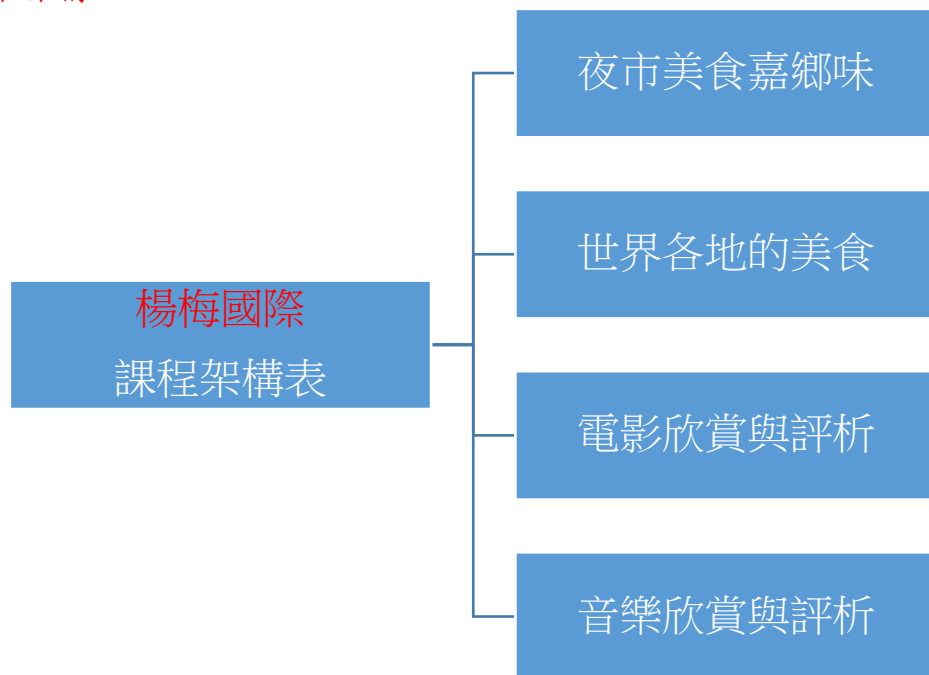 楊梅國際
課程架構表
夜市美食嘉鄉味
世界各地的美食
電影欣賞與評析
音樂欣賞與評析